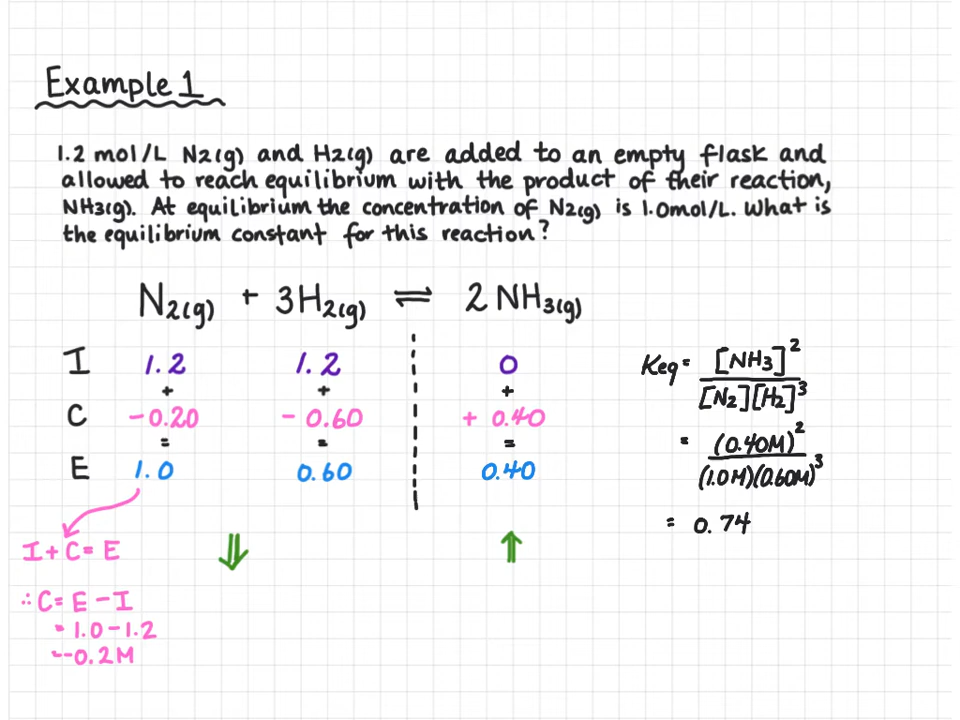 Example 1
1.2 mol/L N2(g) and H2(g) are added to an empty flask and
allowed to reach equilibrium with the product of their reaction,
NH3(g). At equilibrium the concentration of N2(g) is 1.0mol/L. What is
the equilibrium constant for this reaction?
N2(g) + 3H2(g) ⇌ 2NH3(g)
I 1.2 1.2 0
+ + +
C -0.20 -0.60 + 0.40
= = =
E 1.0 0.60 0.40
I + C = E
∴ C = E - I
= 1.0 - 1.2
= -0.2M
Keq = [NH3]²
[N2][H2]³
= (0.40M)²
(1.0M)(0.60M)³
= 0.74